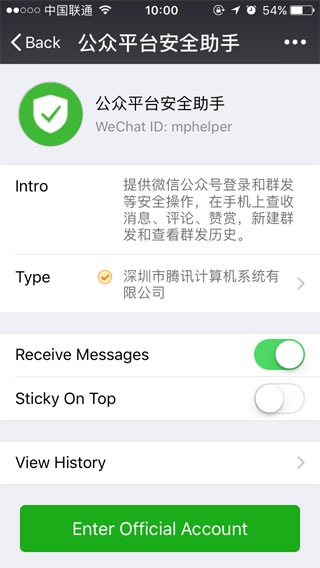 中国联通 10:00 54%
Back 公众平台安全助手
公众平台安全助手
WeChat ID: mphelper
Intro 提供微信公众号登录和群发
等安全操作，在手机上查收
消息、评论、赞赏，新建群
发和查看群发历史。
Type 深圳市腾讯计算机系统有
限公司
Receive Messages
Sticky On Top
View History
Enter Official Account